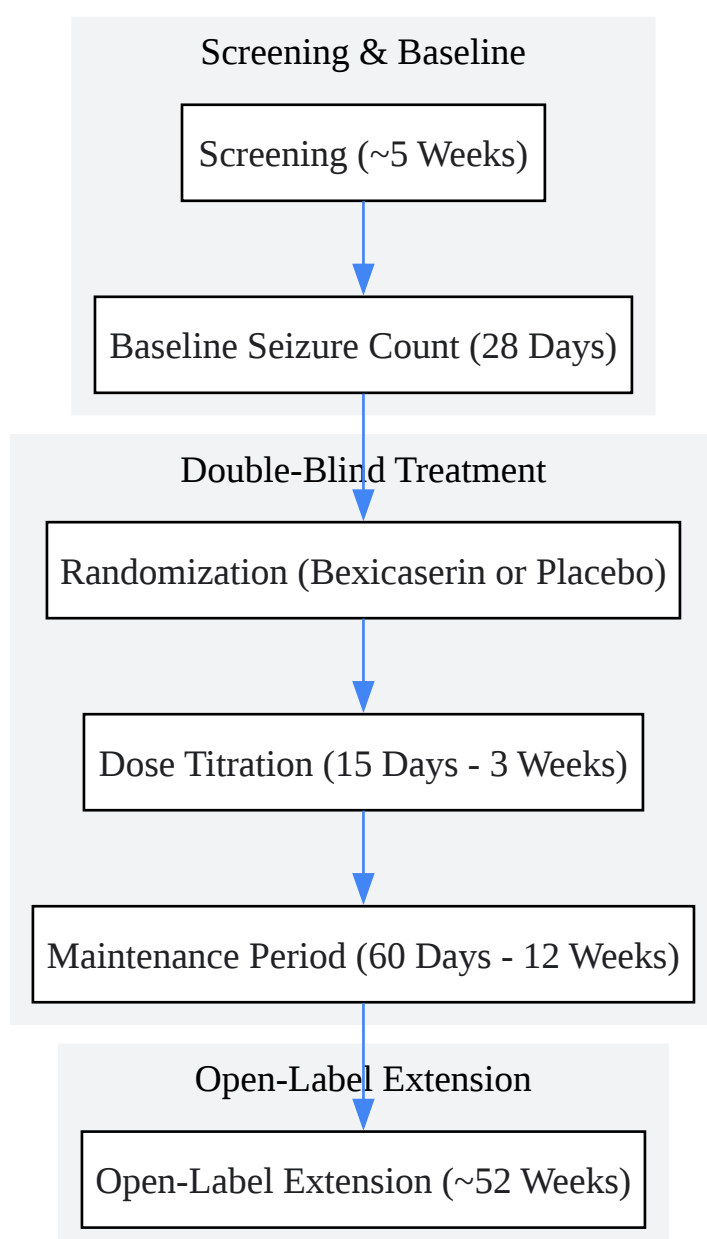 Screening & Baseline
Screening (~5 Weeks)
Baseline Seizure Count (28 Days)
Double-Blind Treatment
Randomization (Bexicaserin or Placebo)
Dose Titration (15 Days - 3 Weeks)
Maintenance Period (60 Days - 12 Weeks)
Open-Label Extension
Open-Label Extension (~52 Weeks)